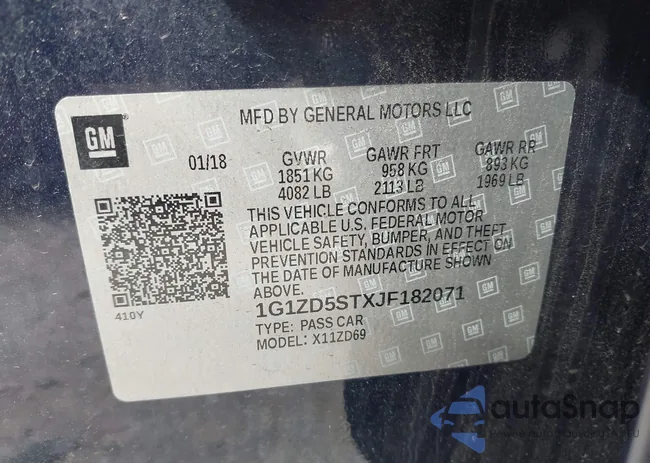 GM
MFD BY GENERAL MOTORS LLC
01/18
GVWR
1851 KG
4082 LB
GAWR FRT
958 KG
2113 LB
GAWR RR
893 KG
1969 LB
THIS VEHICLE CONFORMS TO ALL
APPLICABLE U.S. FEDERAL MOTOR
VEHICLE SAFETY, BUMPER, AND THEFT
PREVENTION STANDARDS IN EFFECT ON
THE DATE OF MANUFACTURE SHOWN
ABOVE.
1G1ZD5STXJF182071
TYPE: PASS CAR
MODEL: X11ZD69
410Y
autaSnap